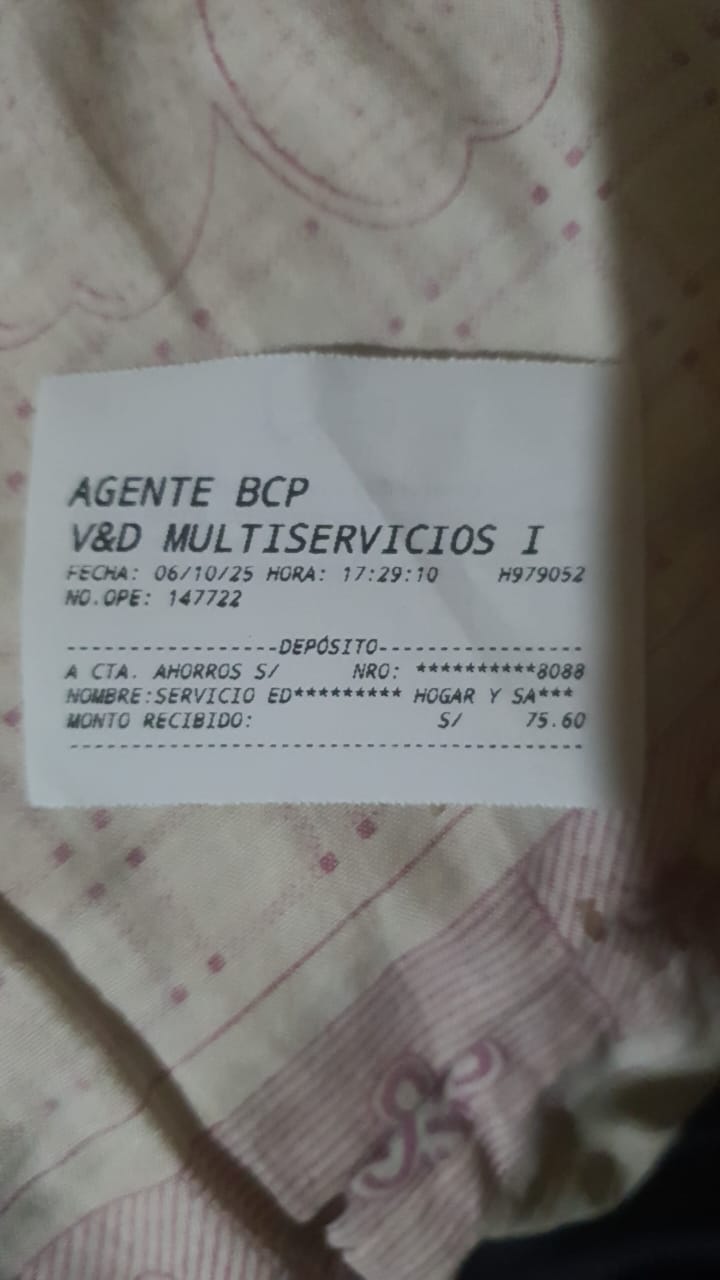 AGENTE BCP
V&D MULTISERVICIOS I
FECHA: 06/10/25 HORA: 17:29:10 H979052
NO.OPE: 147722
-----------------DEPÓSITO----------------
A CTA. AHORROS S/ NRO: **********8088
NOMBRE:SERVICIO ED********* HOGAR Y SA***
MONTO RECIBIDO: S/ 75.60